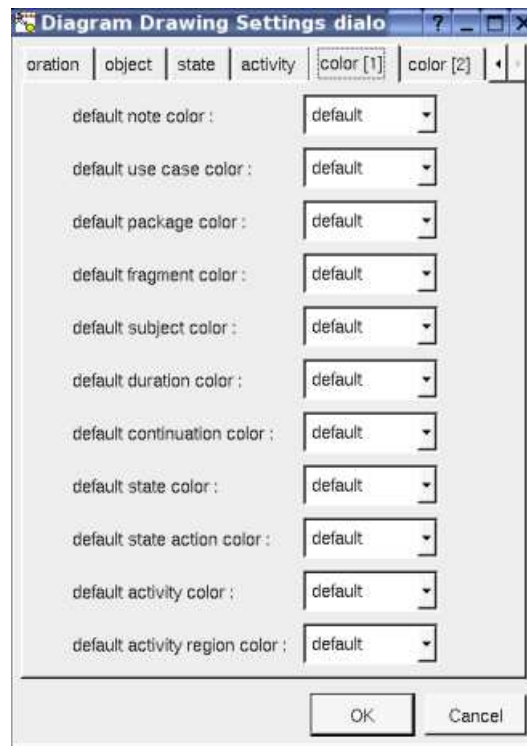 Diagram Drawing Settings dialo ?
oration object state activity color [1] color [2]
default note color : default
default use case color : default
default package color : default
default fragment color : default
default subject color : default
default duration color : default
default continuation color : default
default state color : default
default state action color : default
default activity color : default
default activity region color : default
OK Cancel